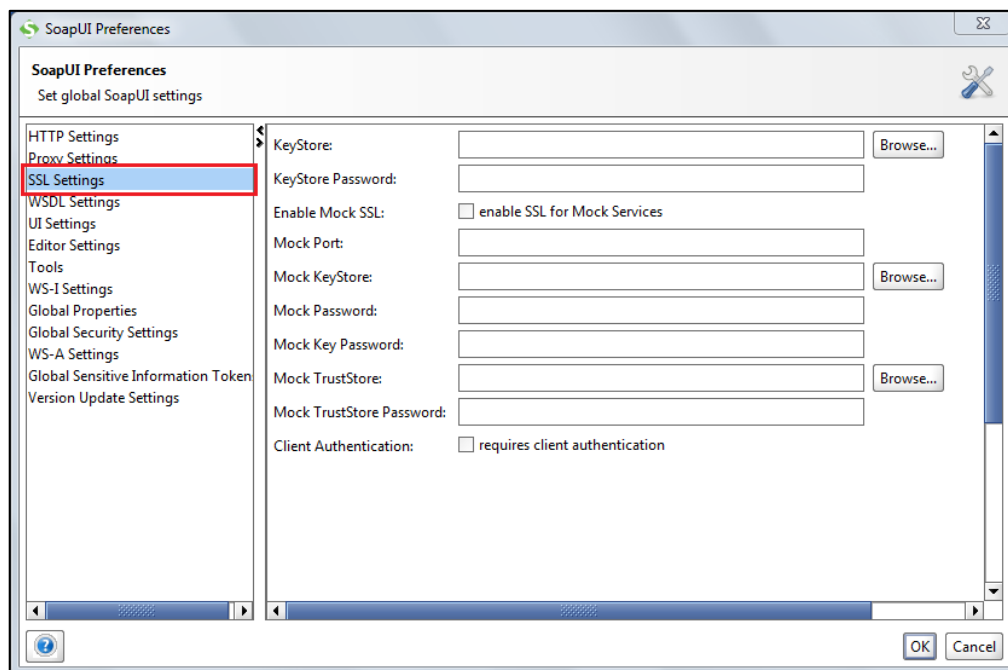 SoapUI Preferences
SoapUI Preferences
Set global SoapUI settings
HTTP Settings
Proxy Settings
SSL Settings
WSDL Settings
UI Settings
Editor Settings
Tools
WS-I Settings
Global Properties
Global Security Settings
WS-A Settings
Global Sensitive Information Token
Version Update Settings
KeyStore: Browse...
KeyStore Password:
Enable Mock SSL: enable SSL for Mock Services
Mock Port:
Mock KeyStore: Browse...
Mock Password:
Mock Key Password:
Mock TrustStore: Browse...
Mock TrustStore Password:
Client Authentication: requires client authentication
OK Cancel